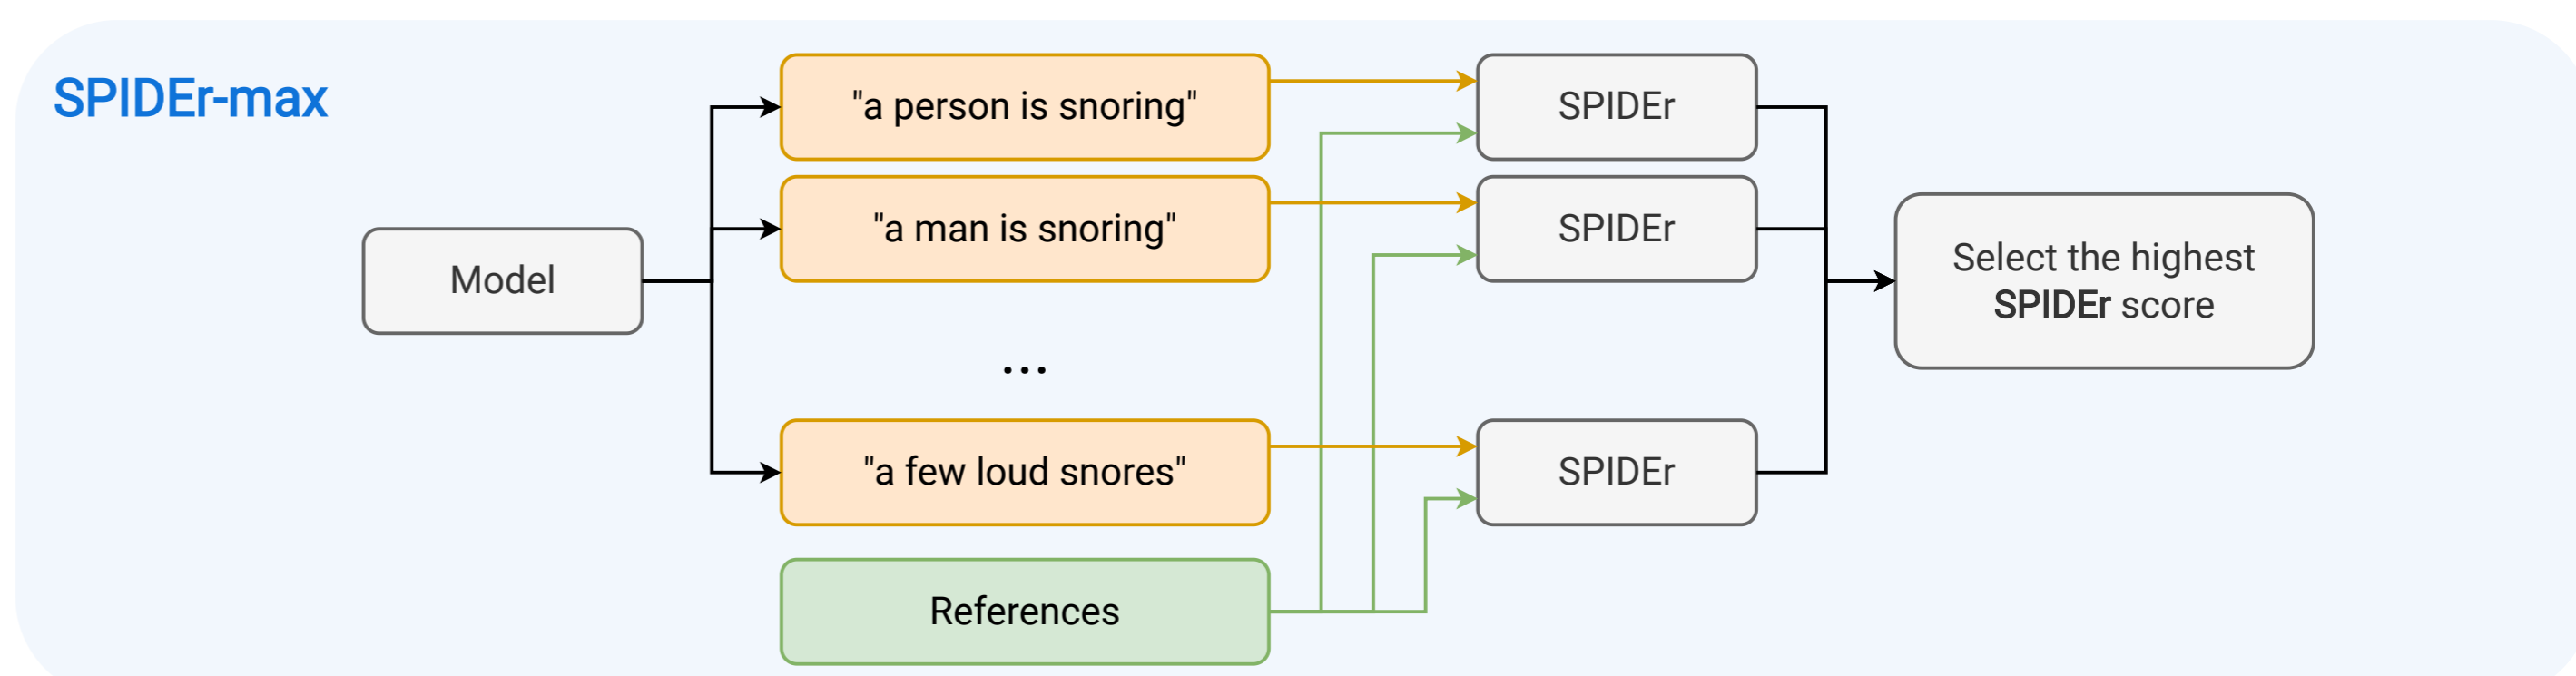 SPIDEr-max
"a person is snoring"
SPIDEr
"a man is snoring"
SPIDEr
Model
Select the highest
SPIDEr score
...
"a few loud snores"
SPIDEr
References